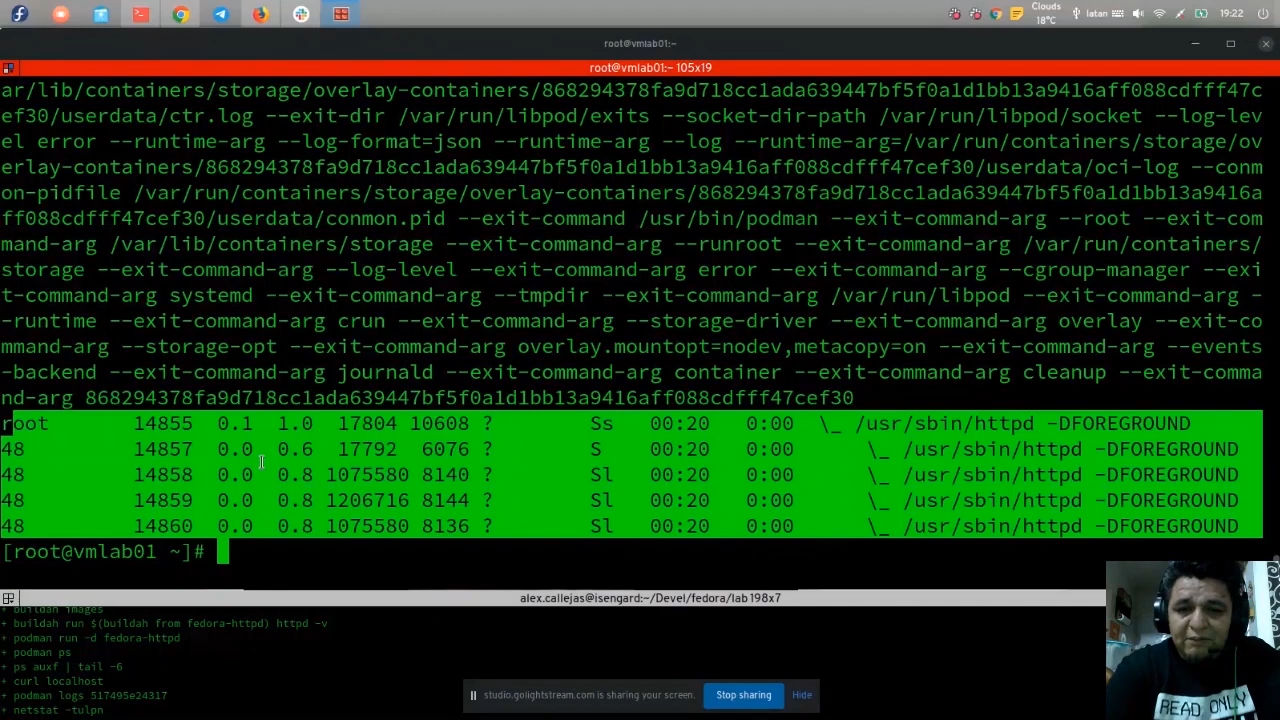 Clouds
18°C
latan
19:22
root@vmlab01:~
root@vmlab01:~ 105x19
ar/lib/containers/storage/overlay-containers/868294378fa9d718cc1ada639447bf5f0a1d1bb13a9416aff088cdfff47c
ef30/userdata/ctr.log --exit-dir /var/run/libpod/exits --socket-dir-path /var/run/libpod/socket --log-lev
el error --runtime-arg --log-format=json --runtime-arg --log --runtime-arg=/var/run/containers/storage/ov
erlay-containers/868294378fa9d718cc1ada639447bf5f0a1d1bb13a9416aff088cdfff47cef30/userdata/oci-log --conm
on-pidfile /var/run/containers/storage/overlay-containers/868294378fa9d718cc1ada639447bf5f0a1d1bb13a9416a
ff088cdfff47cef30/userdata/conmon.pid --exit-command /usr/bin/podman --exit-command-arg --root --exit-com
mand-arg /var/lib/containers/storage --exit-command-arg --runroot --exit-command-arg /var/run/containers/
storage --exit-command-arg --log-level --exit-command-arg error --exit-command-arg --cgroup-manager --exi
t-command-arg systemd --exit-command-arg --tmpdir --exit-command-arg /var/run/libpod --exit-command-arg -
-runtime --exit-command-arg crun --exit-command-arg --storage-driver --exit-command-arg overlay --exit-co
mmand-arg --storage-opt --exit-command-arg overlay.mountopt=nodev,metacopy=on --exit-command-arg --events
-backend --exit-command-arg journald --exit-command-arg container --exit-command-arg cleanup --exit-comma
nd-arg 868294378fa9d718cc1ada639447bf5f0a1d1bb13a9416aff088cdfff47cef30
root 14855 0.1 1.0 17804 10608 ? Ss 00:20 0:00 \_ /usr/sbin/httpd -DFOREGROUND
48 14857 0.0 0.6 17792 6076 ? S 00:20 0:00 \_ /usr/sbin/httpd -DFOREGROUND
48 14858 0.0 0.8 1075580 8140 ? Sl 00:20 0:00 \_ /usr/sbin/httpd -DFOREGROUND
48 14859 0.0 0.8 1206716 8144 ? Sl 00:20 0:00 \_ /usr/sbin/httpd -DFOREGROUND
48 14860 0.0 0.8 1075580 8136 ? Sl 00:20 0:00 \_ /usr/sbin/httpd -DFOREGROUND
[root@vmlab01 ~]#
alex.callejas@isengard:~/Devel/fedora/lab 198x7
+ buildah images
+ buildah run $(buildah from fedora-httpd) httpd -v
+ podman run -d fedora-httpd
+ podman ps
+ ps auxf | tail -6
+ curl localhost
+ podman logs 517495e24317
+ netstat -tulpn
studio.golightstream.com is sharing your screen.
Stop sharing
Hide
READ ONLY